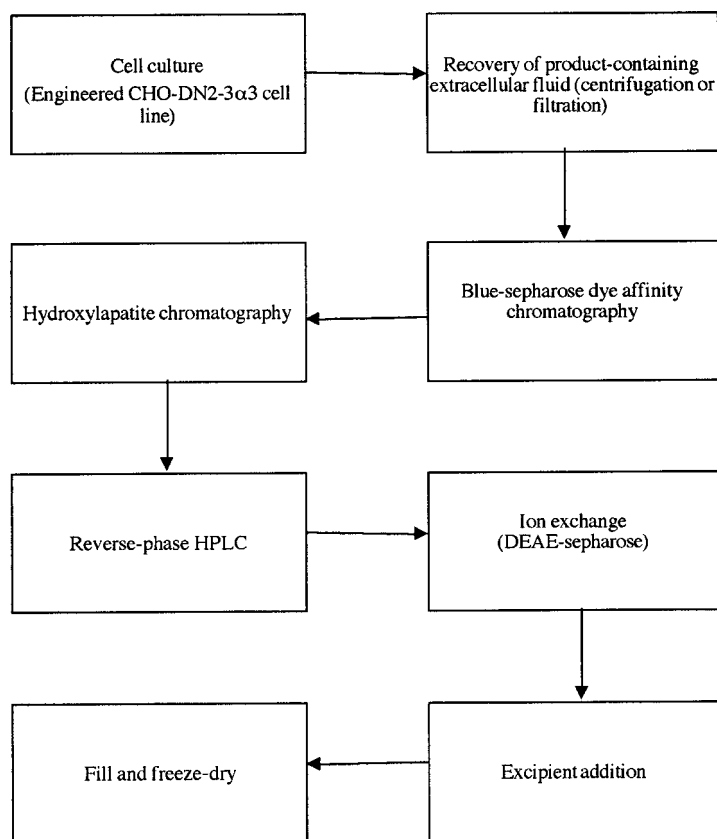 Cell culture
(Engineered CHO-DN2-3α3 cell
line)
Recovery of product-containing
extracellular fluid (centrifugation or
filtration)
Blue-sepharose dye affinity
chromatography
Hydroxylapatite chromatography
Reverse-phase HPLC
Ion exchange
(DEAE-sepharose)
Excipient addition
Fill and freeze-dry